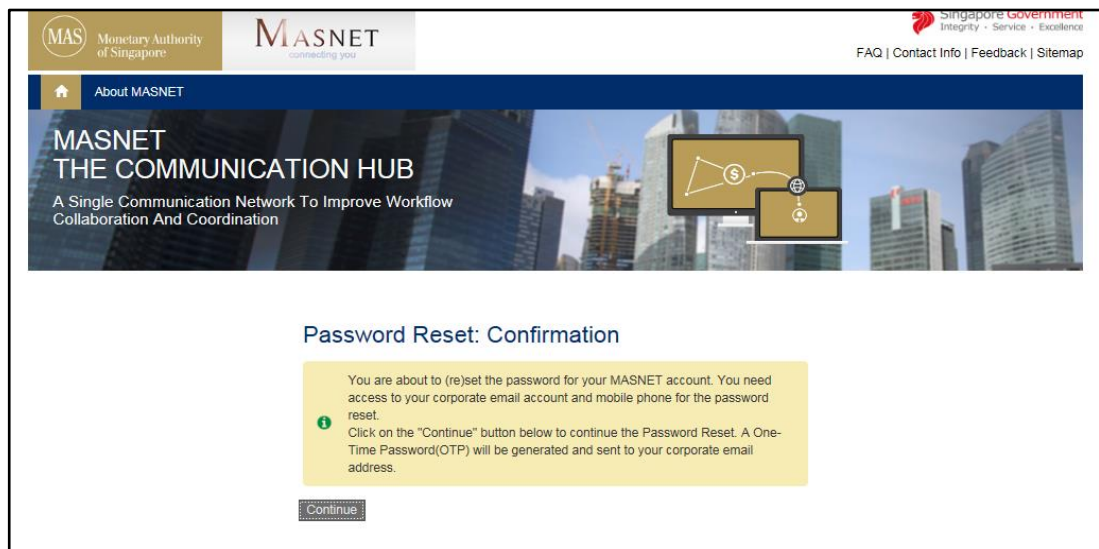 MAS
Monetary Authority
of Singapore
MASNET
connecting you
Singapore Government
Integrity · Service · Excellence
FAQ | Contact Info | Feedback | Sitemap
About MASNET
MASNET
THE COMMUNICATION HUB
A Single Communication Network To Improve Workflow
Collaboration And Coordination
$
Password Reset: Confirmation
You are about to (re)set the password for your MASNET account. You need
access to your corporate email account and mobile phone for the password
reset.
Click on the "Continue" button below to continue the Password Reset. A One-
Time Password(OTP) will be generated and sent to your corporate email
address.
Continue